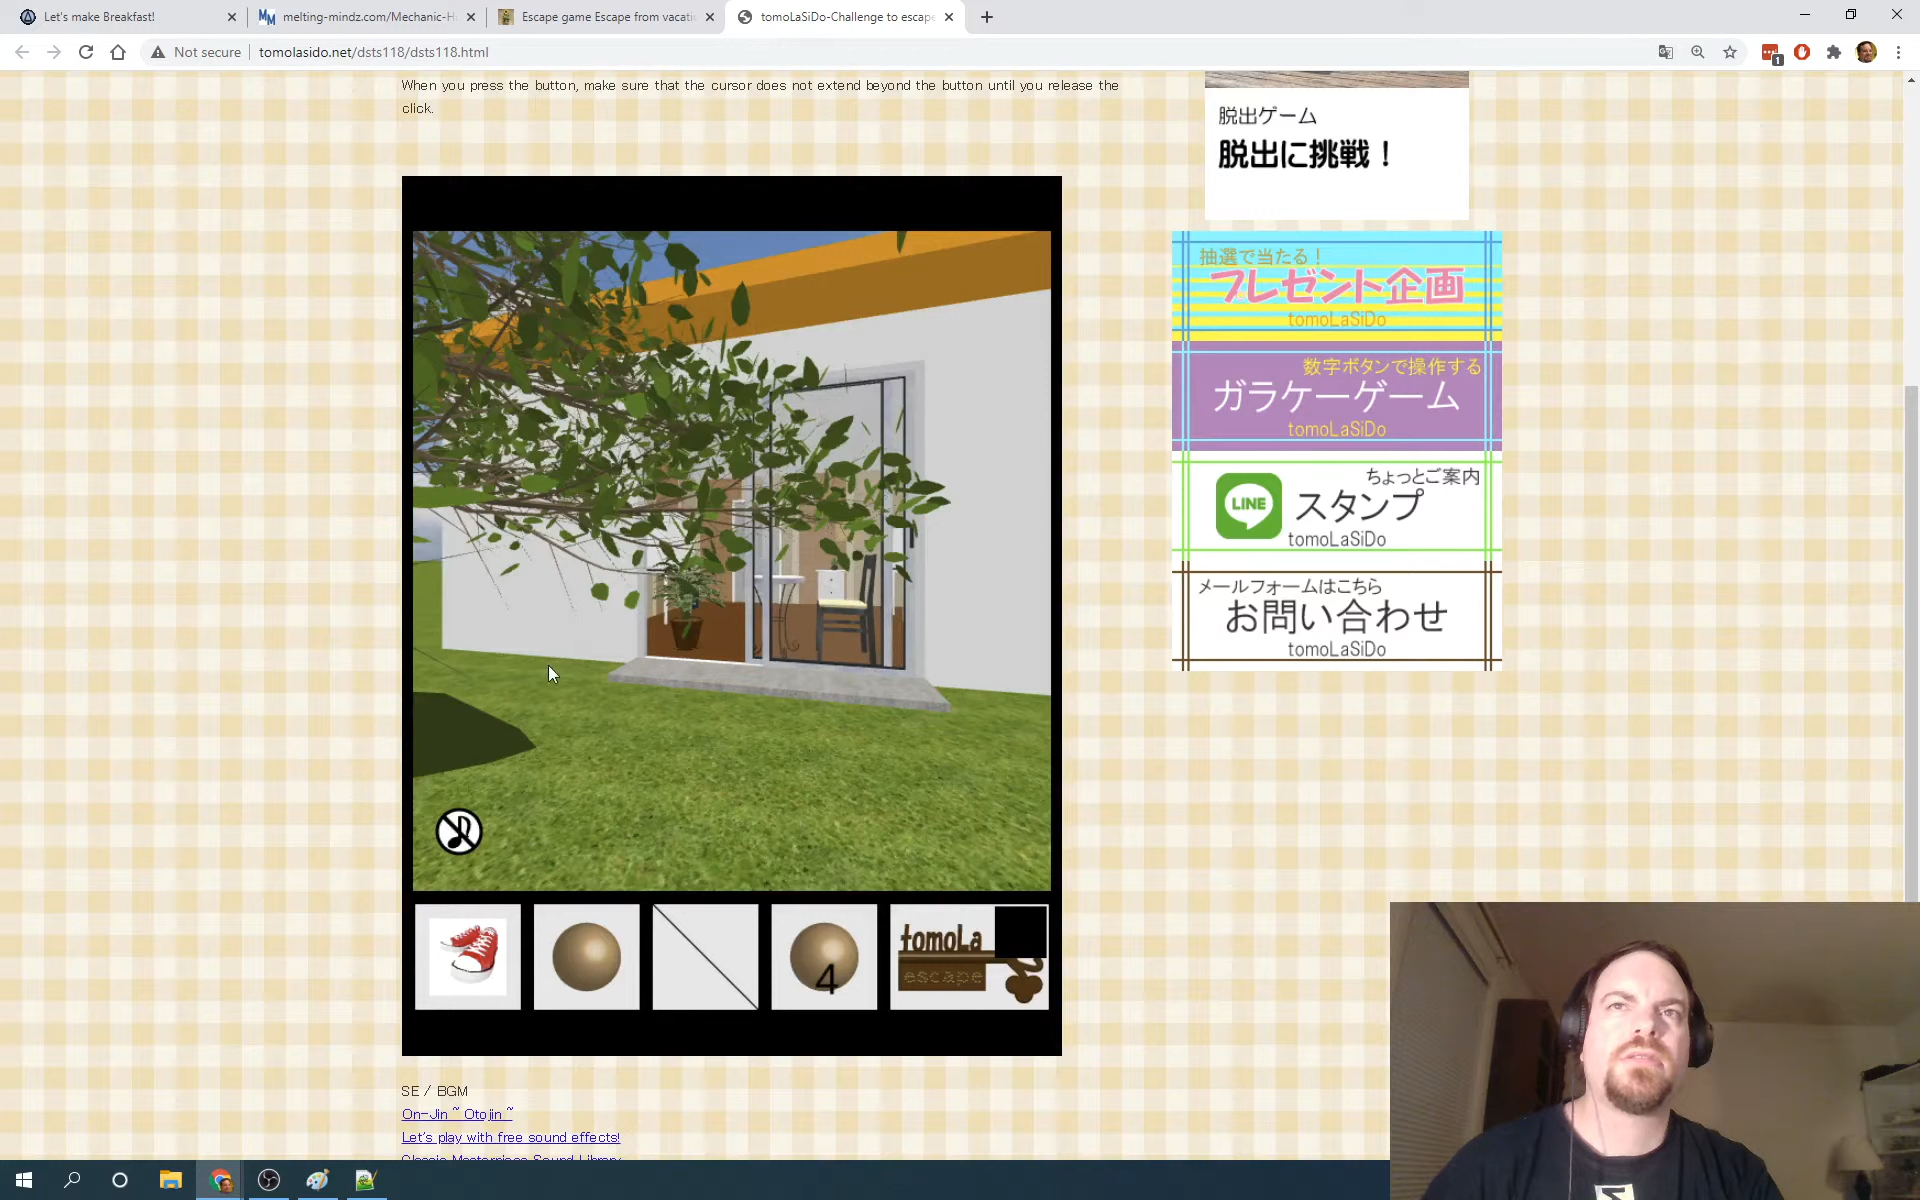 Let's make Breakfast!
melting-mindz.com/Mechanic-H
Escape game Escape from vacati
tomoLaSiDo-Challenge to escape
Not secure
tomolasido.net/dsts118/dsts118.html
1
When you press the button, make sure that the cursor does not extend beyond the button until you release the
click.
脱出ゲーム
脱出に挑戦！
抽選で当たる！
プレゼント企画
tomoLaSiDo
数字ボタンで操作する
ガラケーゲーム
tomoLaSiDo
ちょっとご案内
LINE
スタンプ
tomoLaSiDo
メールフォームはこちら
お問い合わせ
tomoLaSiDo
4
tomoLa
escape
SE / BGM
On-Jin ~ Otojin ~
Let's play with free sound effects!
Classic Masterpiece Sound Library